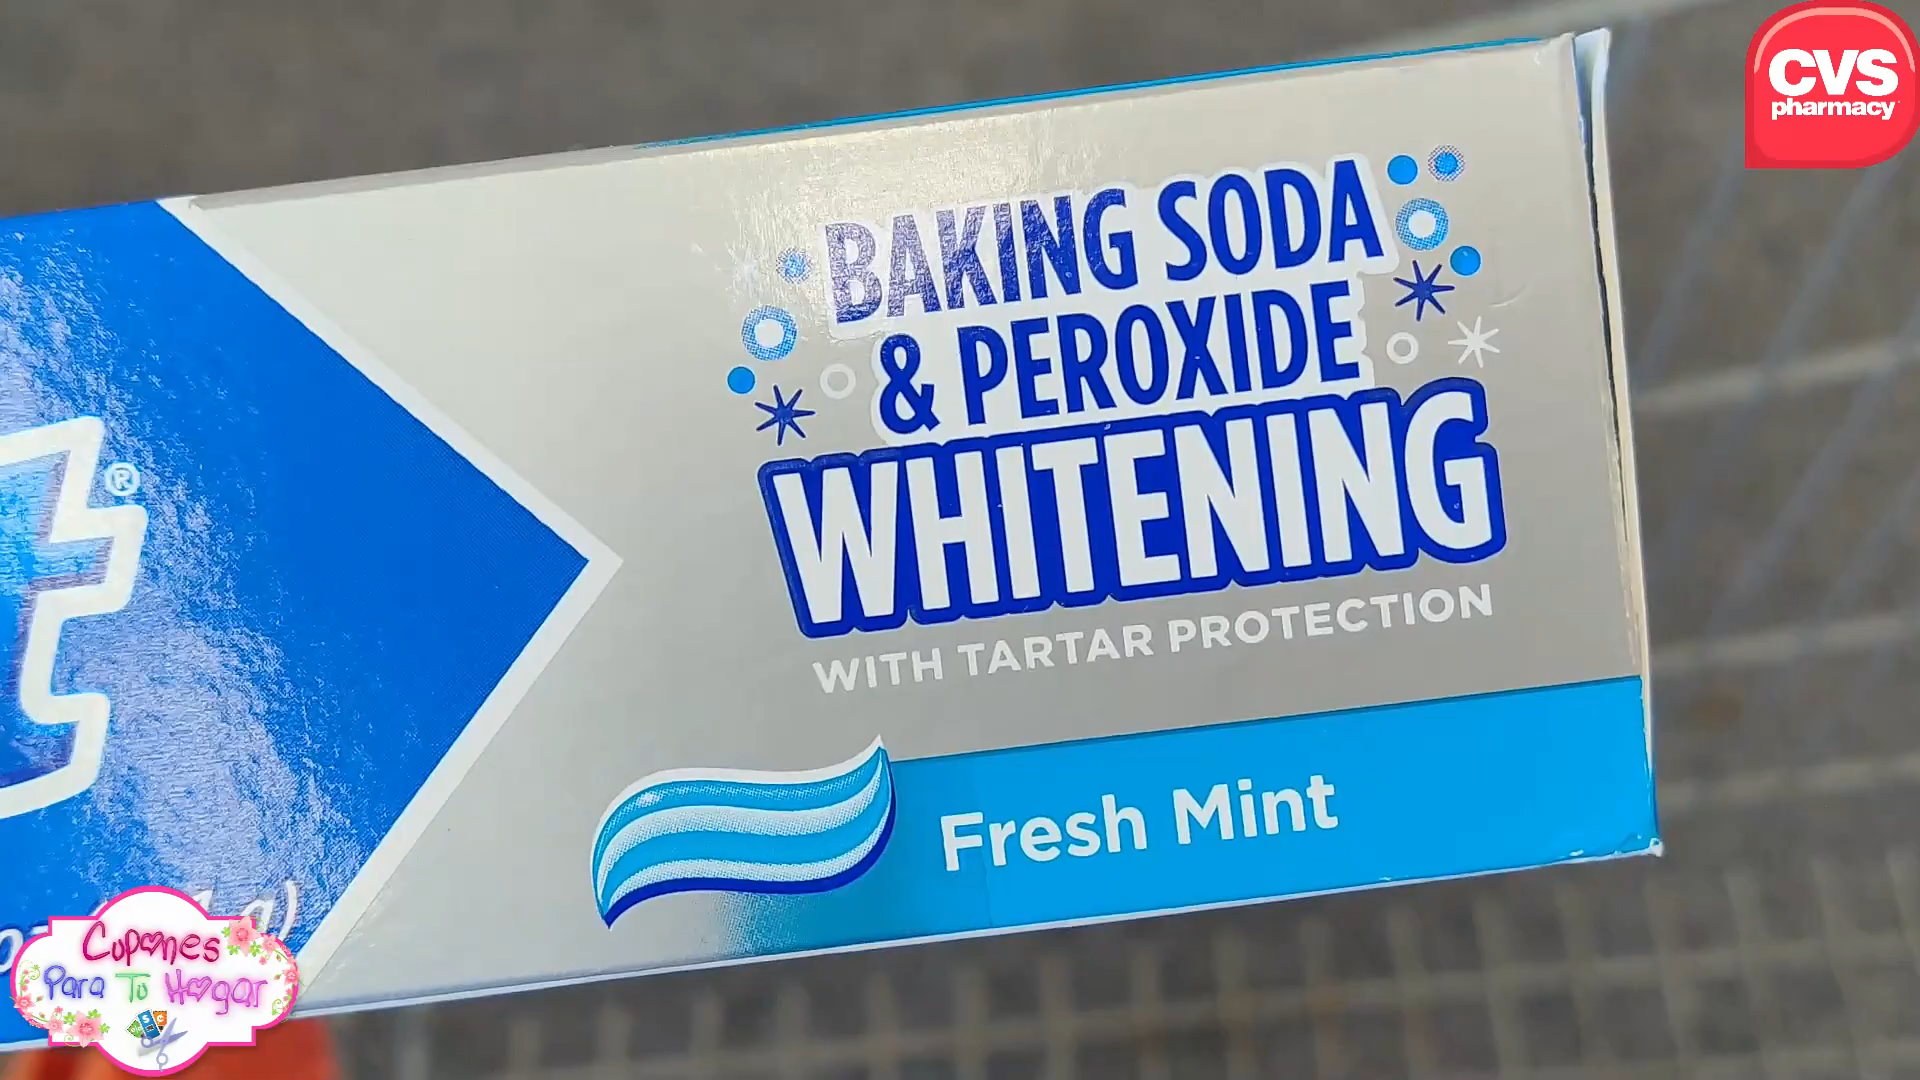 CVS
pharmacy
BAKING SODA
& PEROXIDE
WHITENING
WITH TARTAR PROTECTION
Fresh Mint
®
Cupones
Para Tu Hogar